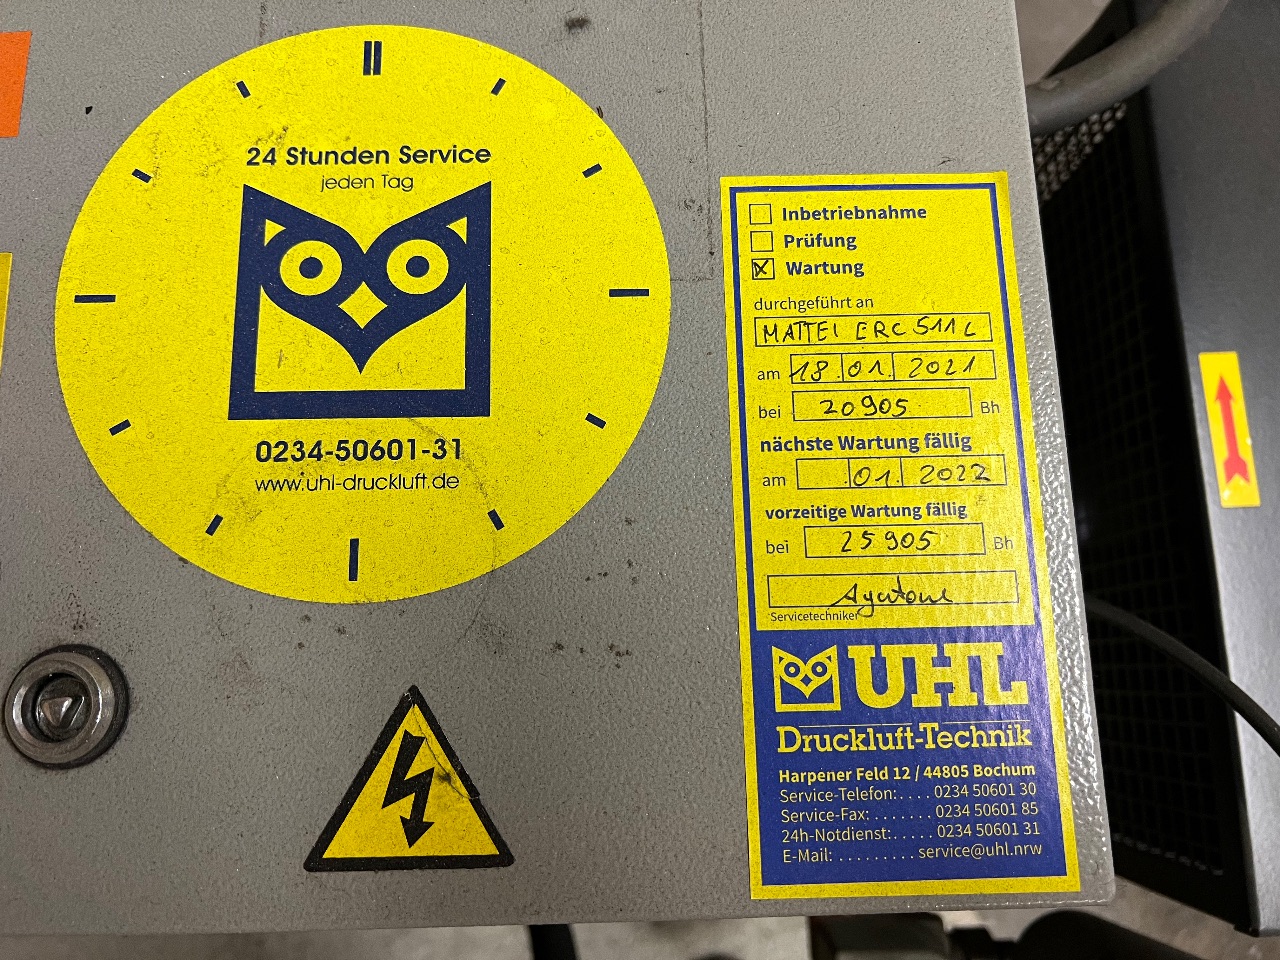 24 Stunden Service
jeden Tag
0234-50601-31
www.uhl-druckluft.de
Inbetriebnahme
Prüfung
Wartung
durchgeführt an
MATTEI ERC 511 L
am 18.01.2021
bei 20905 Bh
nächste Wartung fällig
am .01.2022
vorzeitige Wartung fällig
bei 25905 Bh
Servicetechniker
UHL
Druckluft-Technik
Harpener Feld 12 / 44805 Bochum
Service-Telefon: . . . . 0234 50601 30
Service-Fax: . . . . . . . 0234 50601 85
24h-Notdienst: . . . . . 0234 50601 31
E-Mail: . . . . . . . . . service@uhl.nrw